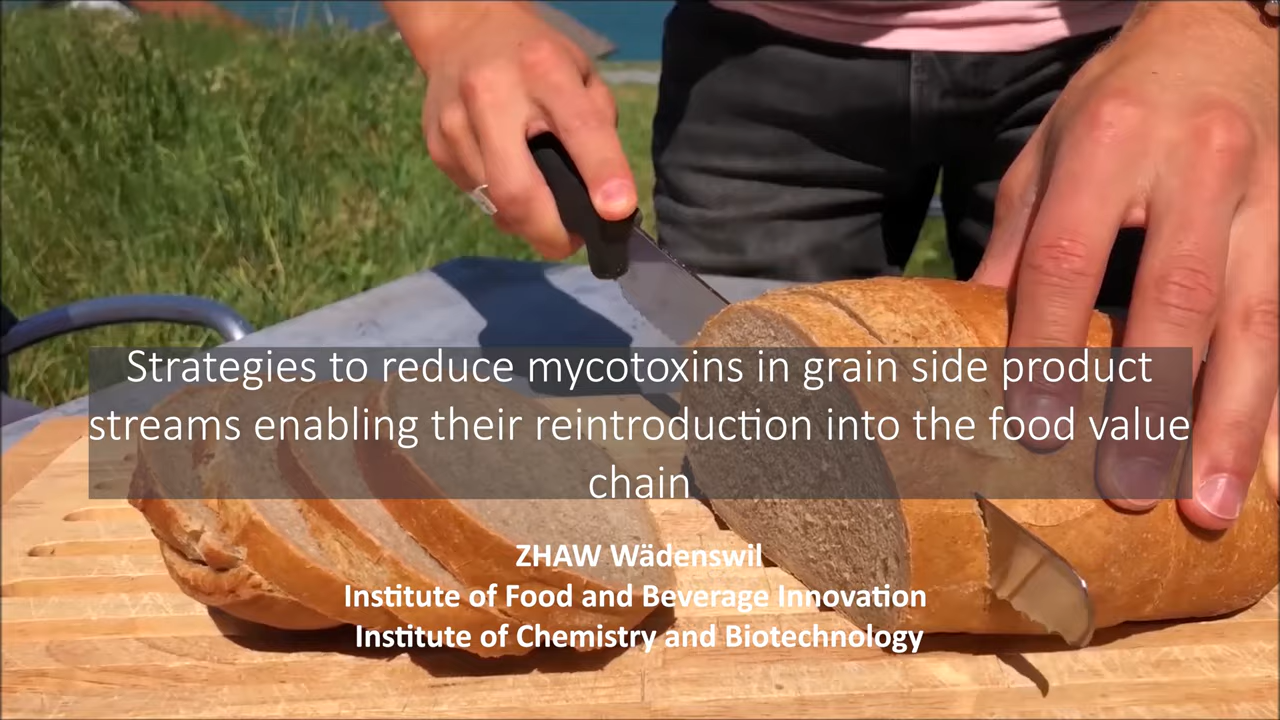 Strategies to reduce mycotoxins in grain side product
streams enabling their reintroduction into the food value
chain
ZHAW Wädenswil
Institute of Food and Beverage Innovation
Institute of Chemistry and Biotechnology